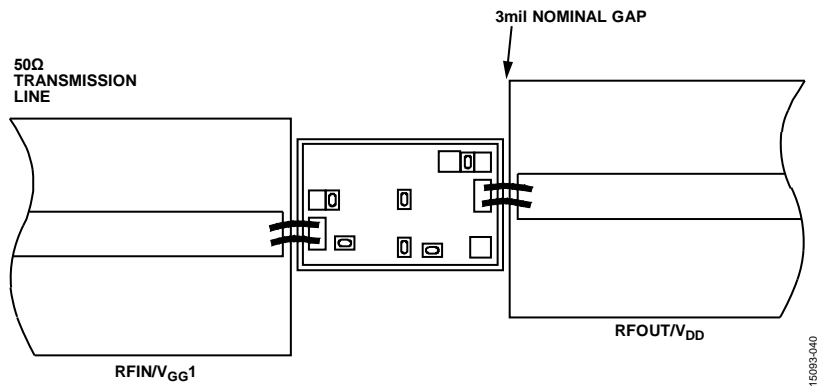 3mil NOMINAL GAP
50Ω
TRANSMISSION
LINE
RFOUT/VDD
RFIN/VGG1
15093-040